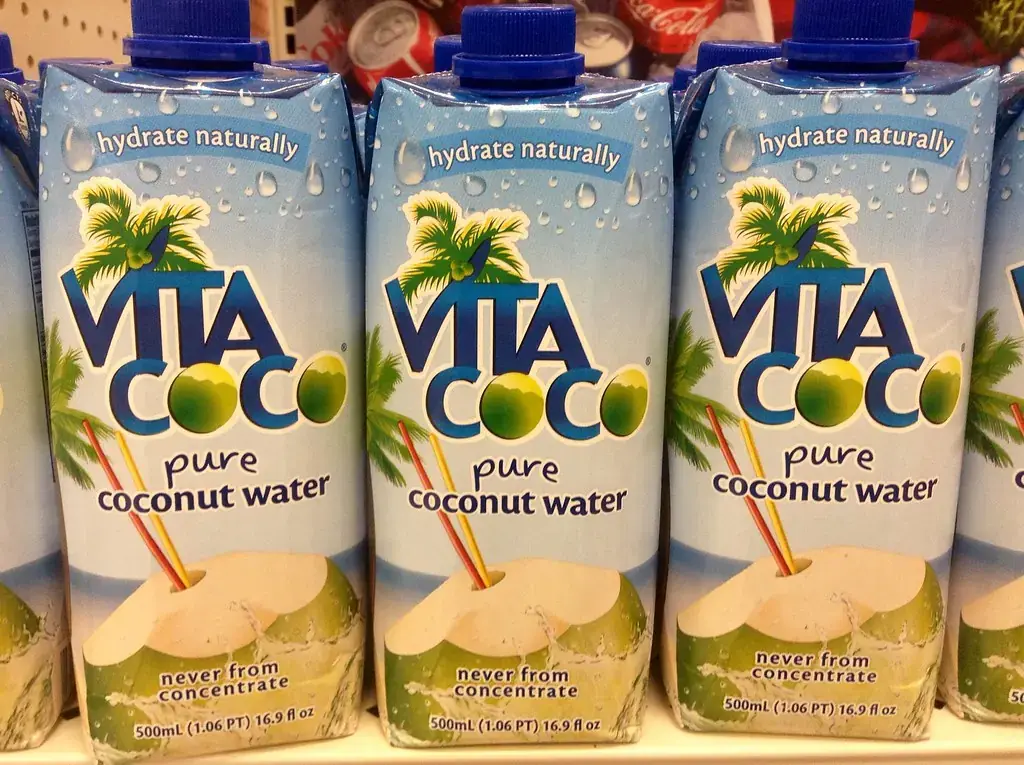 Coca-Cola
hydrate naturally
VITA
COCO
®
pure
coconut water
never from
concentrate
500mL (1.06 PT) 16.9 fl oz
hydrate naturally
VITA
COCO
®
pure
coconut water
never from
concentrate
500mL (1.06 PT) 16.9 fl oz
hydrate naturally
VITA
COCO
®
pure
coconut water
never from
concentrate
500mL (1.06 PT) 16.9 fl oz